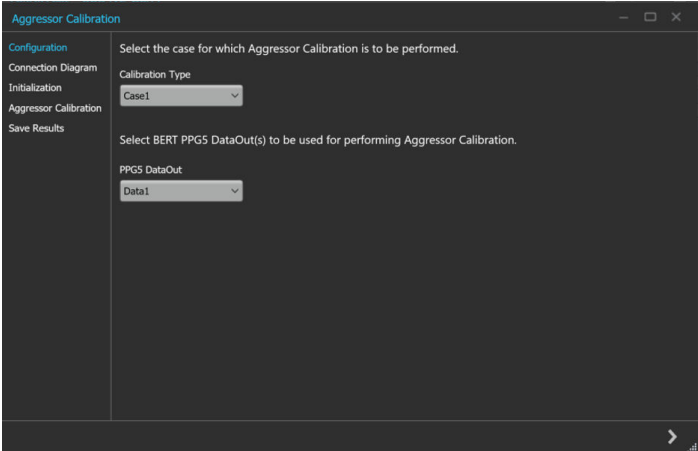 Aggressor Calibration
Configuration
Connection Diagram
Initialization
Aggressor Calibration
Save Results
Select the case for which Aggressor Calibration is to be performed.
Calibration Type
Case1
Select BERT PPG5 DataOut(s) to be used for performing Aggressor Calibration.
PPG5 DataOut
Data1